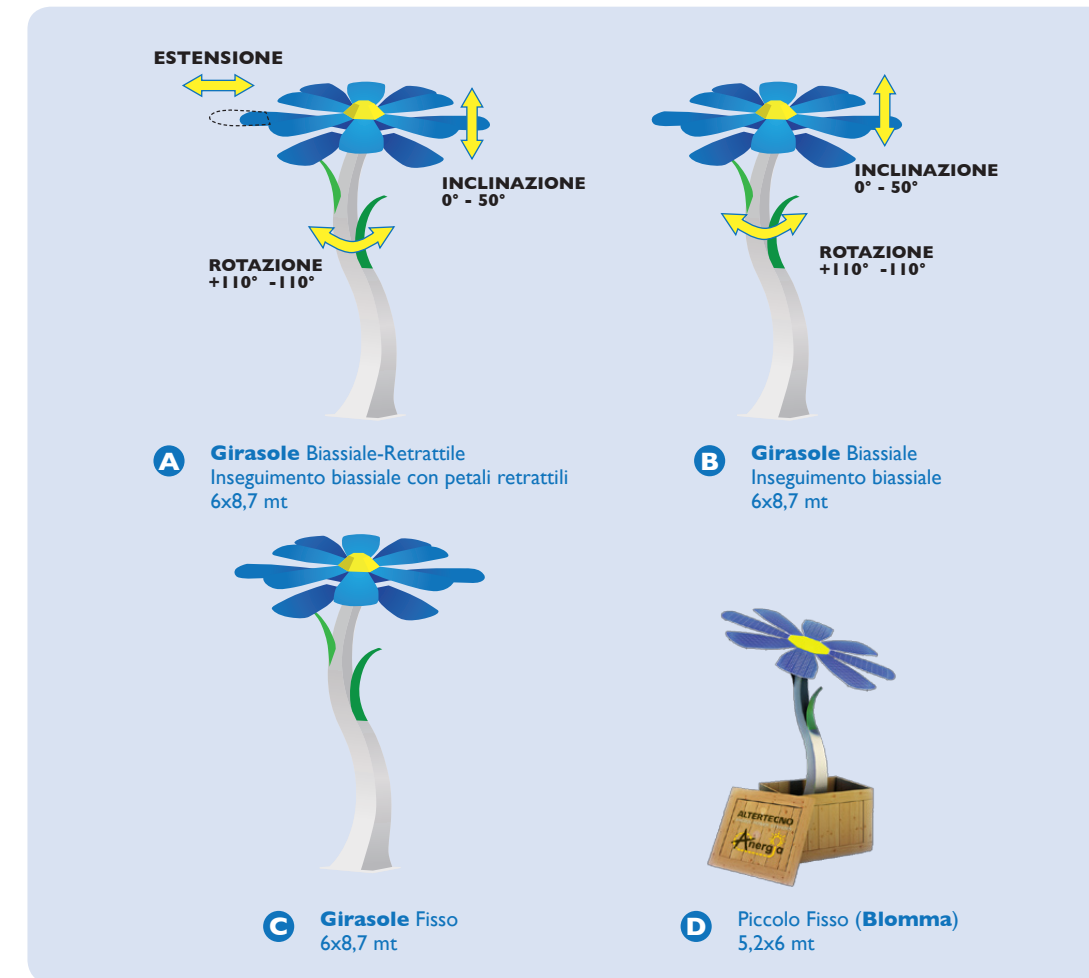 ESTENSIONE
INCLINAZIONE
0° - 50°
ROTAZIONE
+110° -110°
INCLINAZIONE
0° - 50°
ROTAZIONE
+110° -110°
A
Girasole Biassiale-Retrattile
Inseguimento biassiale con petali retrattili
6x8,7 mt
B
Girasole Biassiale
Inseguimento biassiale
6x8,7 mt
ALTERTECNO
Anergia
C
Girasole Fisso
6x8,7 mt
D
Piccolo Fisso (Blomma)
5,2x6 mt